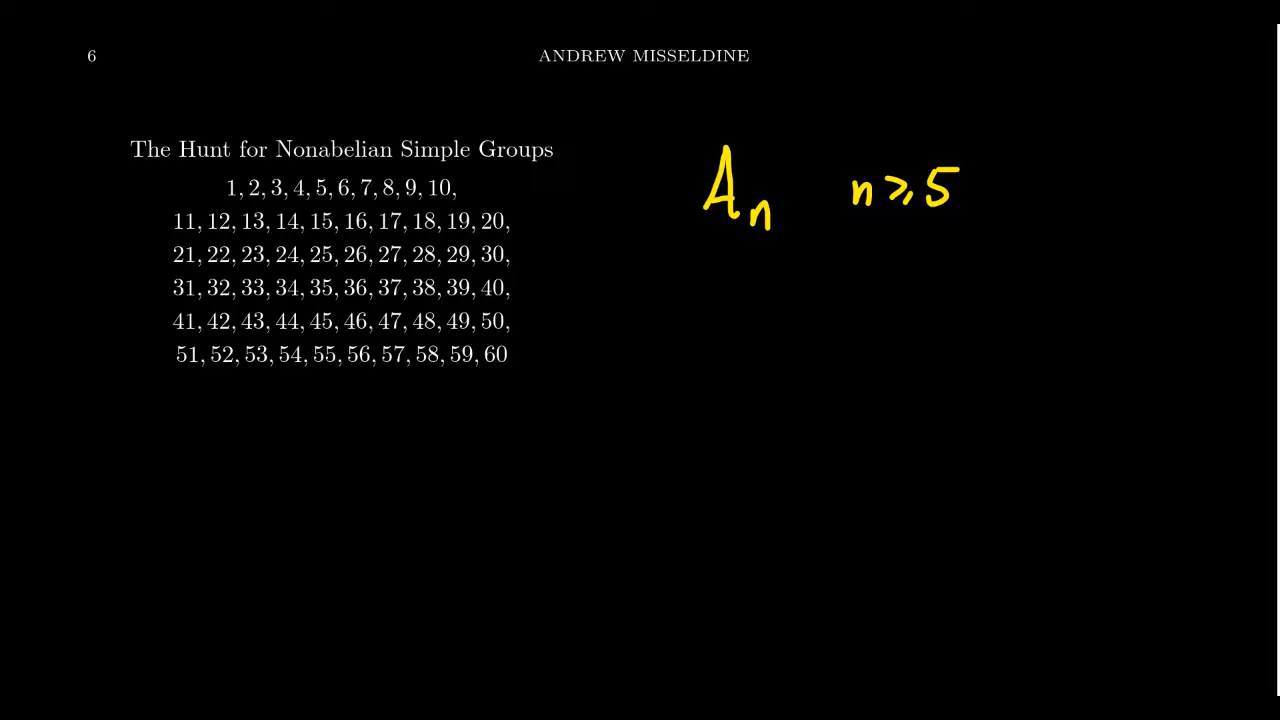 6 ANDREW MISSELDINE
The Hunt for Nonabelian Simple Groups
1, 2, 3, 4, 5, 6, 7, 8, 9, 10,
11, 12, 13, 14, 15, 16, 17, 18, 19, 20,
21, 22, 23, 24, 25, 26, 27, 28, 29, 30,
31, 32, 33, 34, 35, 36, 37, 38, 39, 40,
41, 42, 43, 44, 45, 46, 47, 48, 49, 50,
51, 52, 53, 54, 55, 56, 57, 58, 59, 60
Aₙ n ⩾ 5